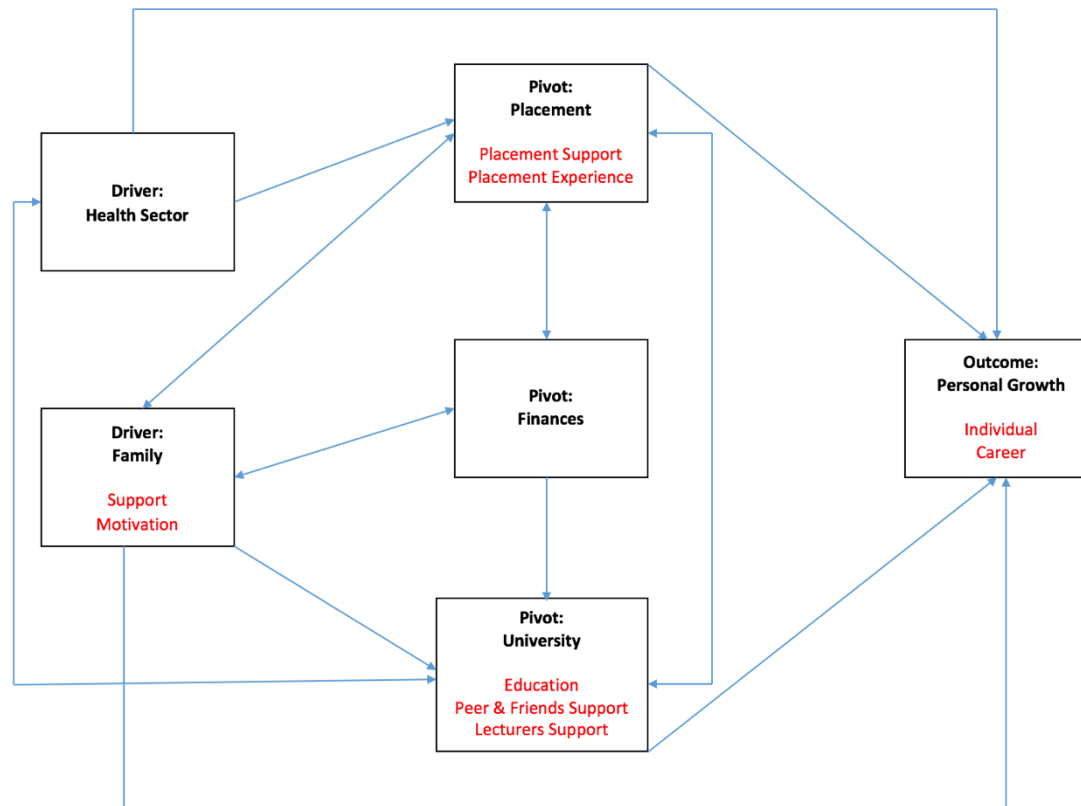 Pivot:
Placement
Placement Support
Placement Experience
Driver:
Health Sector
Pivot:
Finances
Outcome:
Personal Growth
Individual
Career
Driver:
Family
Support
Motivation
Pivot:
University
Education
Peer & Friends Support
Lecturers Support